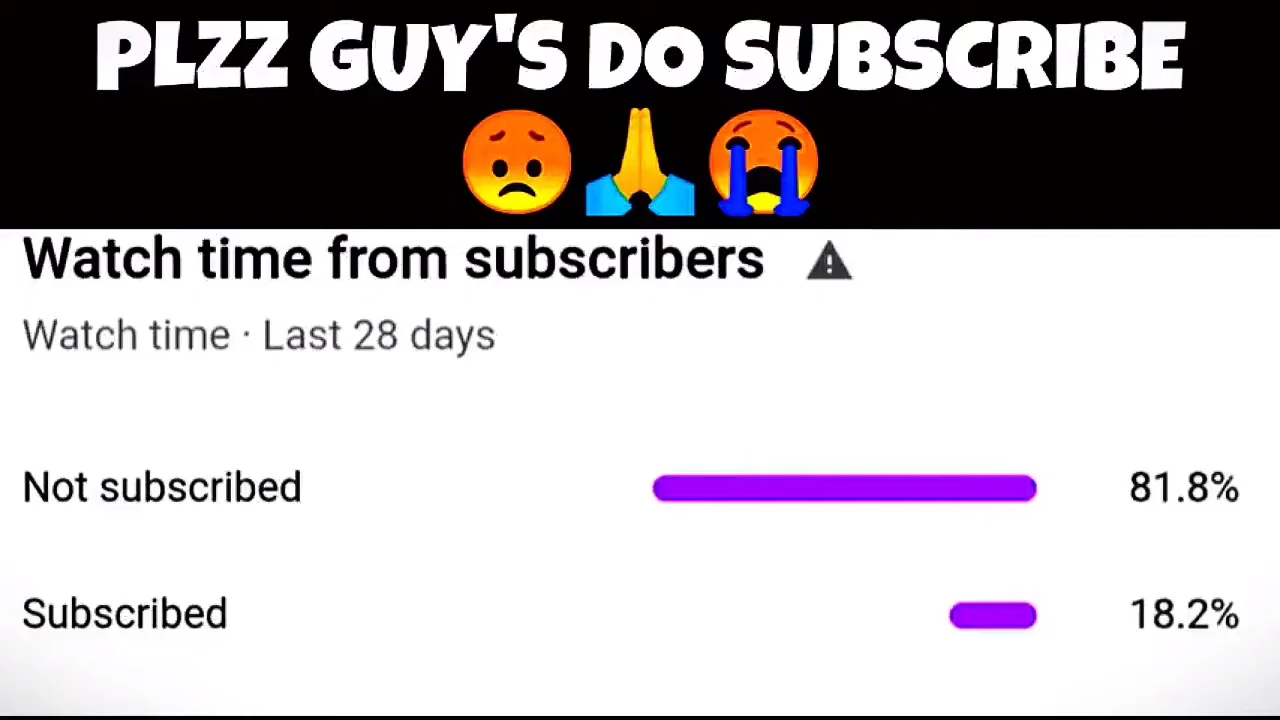 PLZZ GUY'S DO SUBSCRIBE
😞🙏😭
Watch time from subscribers
Watch time · Last 28 days
Not subscribed 81.8%
Subscribed 18.2%